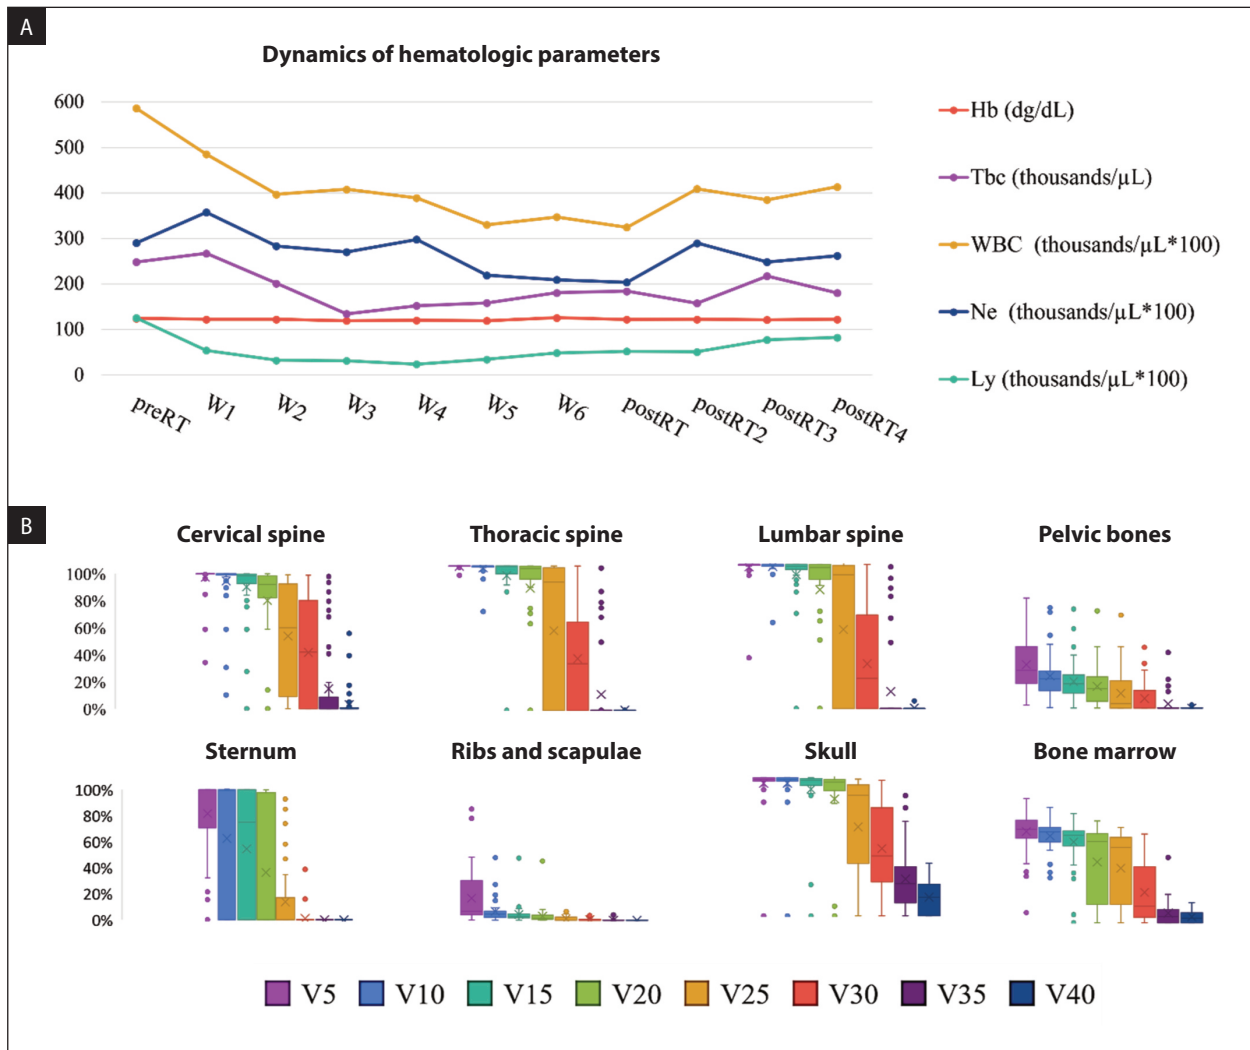 A
Dynamics of hematologic parameters
600
500
400
300
200
100
0
preRT
W1
W2
W3
W4
W5
W6
postRT
postRT2
postRT3
postRT4
Hb (dg/dL)
Tbc (thousands/µL)
WBC (thousands/µL*100)
Ne (thousands/µL*100)
Ly (thousands/µL*100)
B
Cervical spine
Thoracic spine
Lumbar spine
Pelvic bones
100%
80%
60%
40%
20%
0%
Sternum
Ribs and scapulae
Skull
Bone marrow
100%
80%
60%
40%
20%
0%
V5 V10 V15 V20 V25 V30 V35 V40